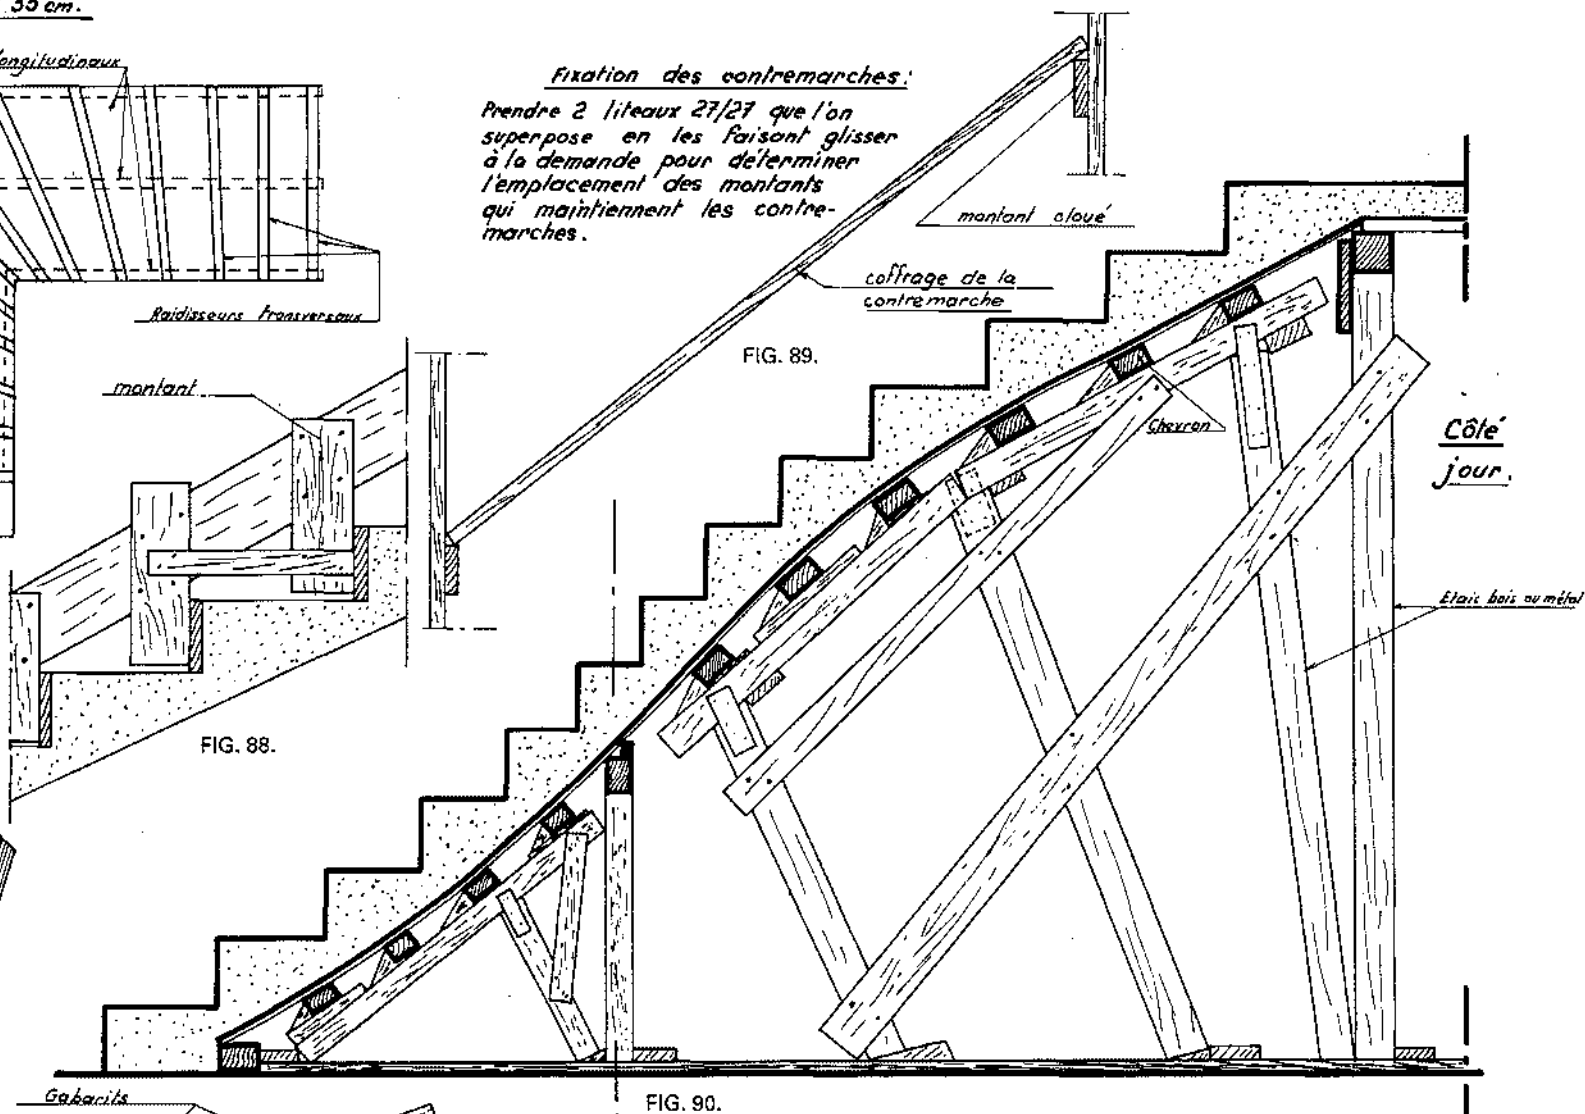 35 cm.
longitudinaux
Raidisseurs transversaux
Fixation des contremarches:
Prendre 2 liteaux 27/27 que l'on
superpose en les faisant glisser
à la demande pour déterminer
l'emplacement des montants
qui maintiennent les contre-
marches.
montant cloué
coffrage de la
contremarche
FIG. 89.
montant
FIG. 88.
Chevron
Côté
jour.
Etais bois ou métal
Gabarits
FIG. 90.